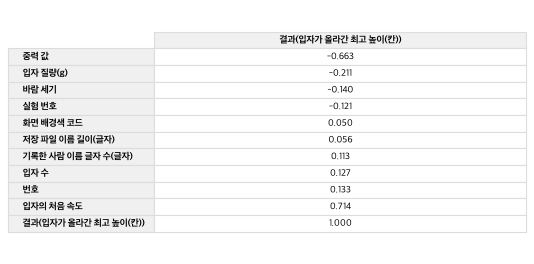 결과(입자가 올라간 최고 높이(칸))
중력 값 -0.663
입자 질량(g) -0.211
바람 세기 -0.140
실험 번호 -0.121
화면 배경색 코드 0.050
저장 파일 이름 길이(글자) 0.056
기록한 사람 이름 글자 수(글자) 0.113
입자 수 0.127
번호 0.133
입자의 처음 속도 0.714
결과(입자가 올라간 최고 높이(칸)) 1.000